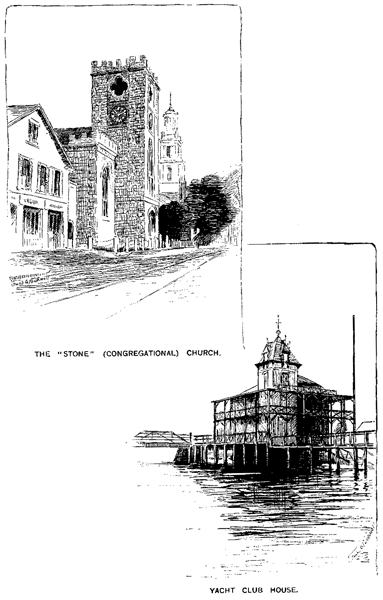 THE "STONE" (CONGREGATIONAL) CHURCH.
YACHT CLUB HOUSE.